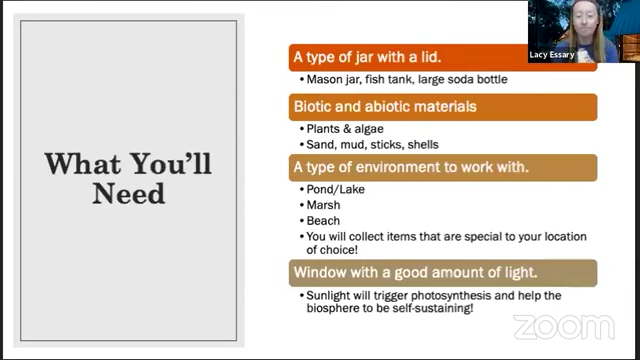 What You'll
Need
A type of jar with a lid.
• Mason jar, fish tank, large soda bottle
Biotic and abiotic materials
• Plants & algae
• Sand, mud, sticks, shells
A type of environment to work with.
• Pond/Lake
• Marsh
• Beach
• You will collect items that are special to your location
of choice!
Window with a good amount of light.
• Sunlight will trigger photosynthesis and help the
biosphere to be self-sustaining!
Lacy Essary
zoom